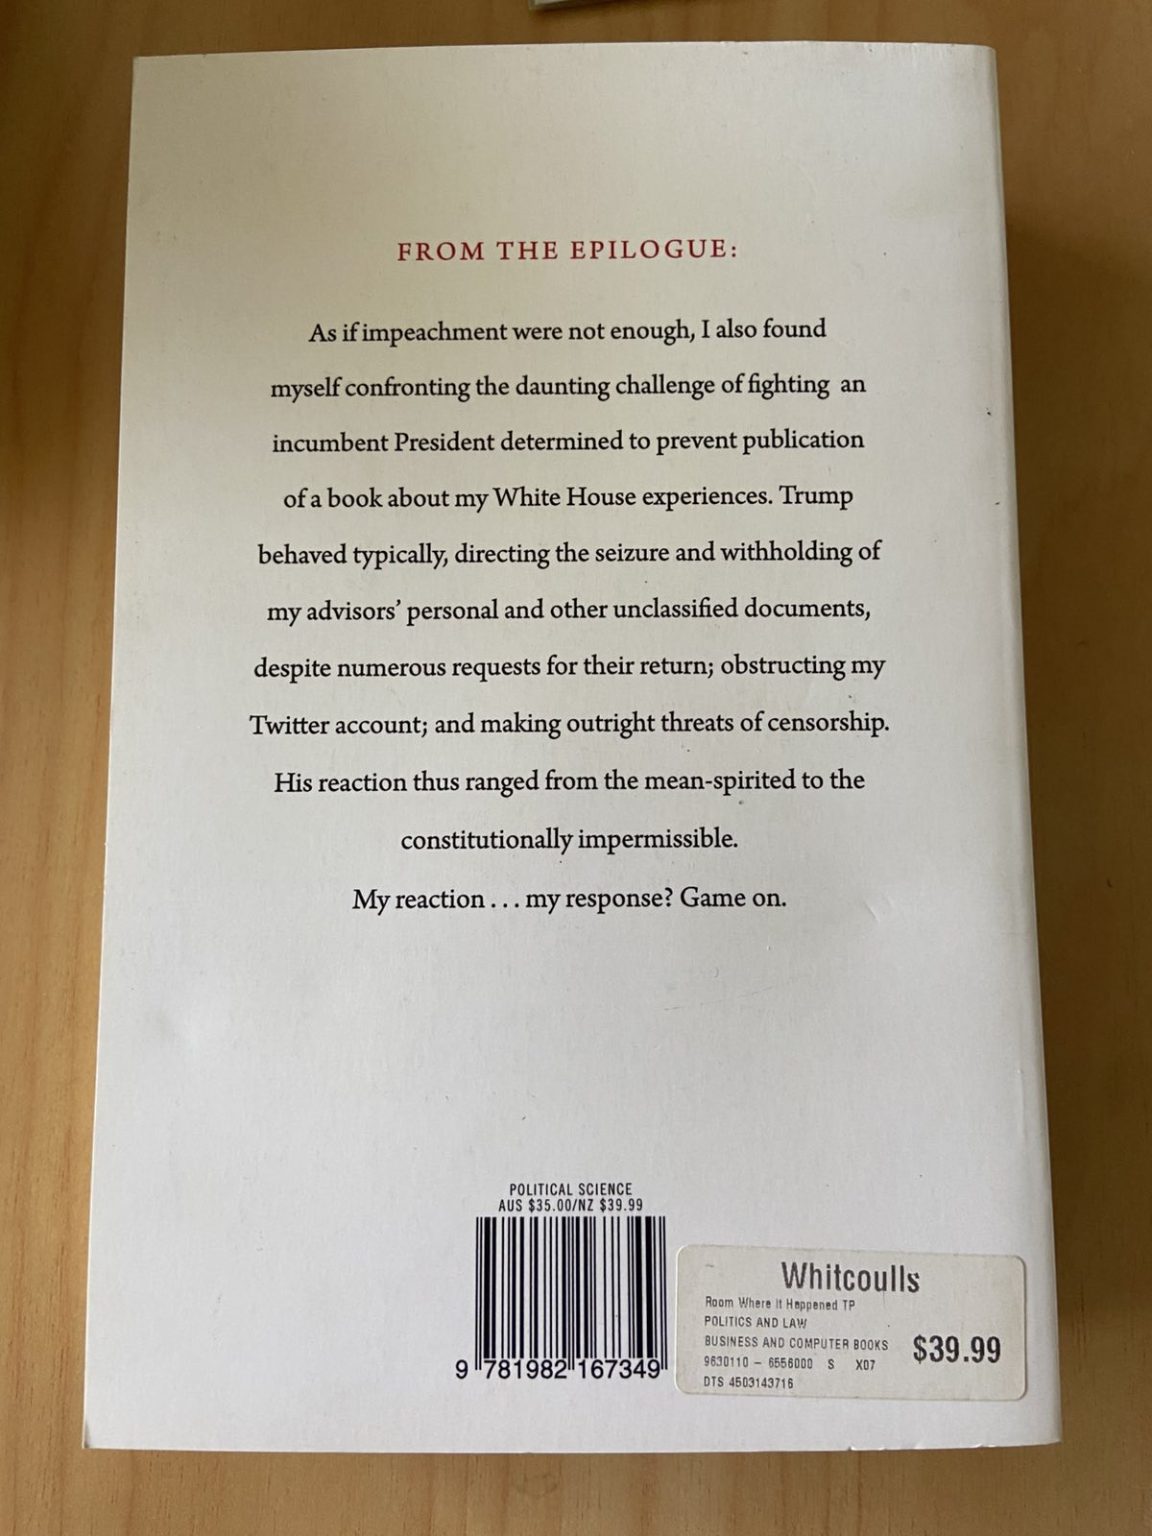 FROM THE EPILOGUE:
As if impeachment were not enough, I also found
myself confronting the daunting challenge of fighting an
incumbent President determined to prevent publication
of a book about my White House experiences. Trump
behaved typically, directing the seizure and withholding of
my advisors’ personal and other unclassified documents,
despite numerous requests for their return; obstructing my
Twitter account; and making outright threats of censorship.
His reaction thus ranged from the mean-spirited to the
constitutionally impermissible.
My reaction . . . my response? Game on.
POLITICAL SCIENCE
AUS $35.00/NZ $39.99
9 781982 167349
Whitcoulls
Room Where It Happened TP
POLITICS AND LAW
BUSINESS AND COMPUTER BOOKS
$39.99
9630110 – 6556000 S X07
DTS 4503143716